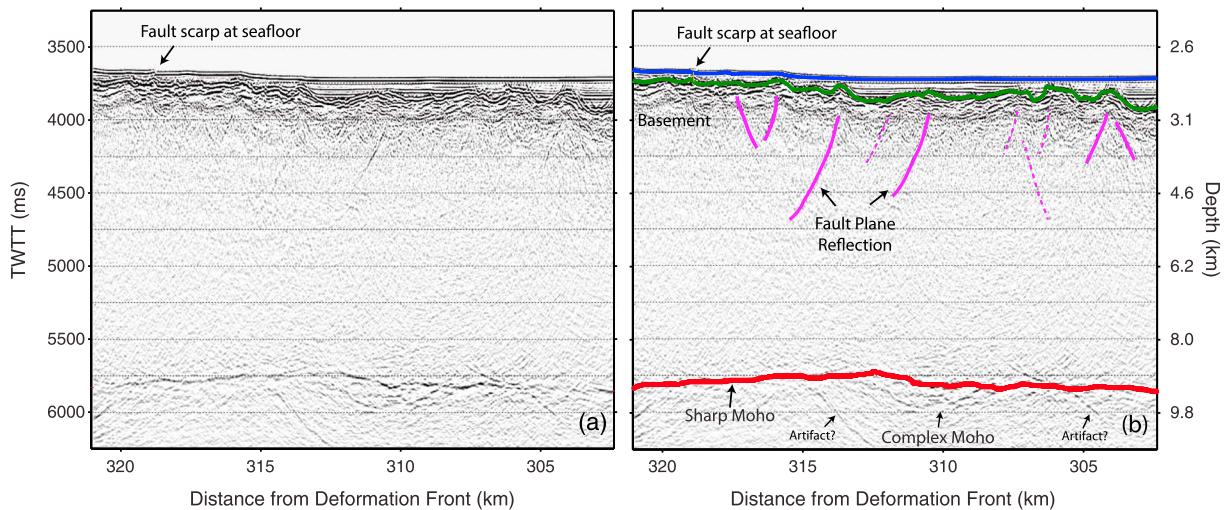 Fault scarp at seafloor
3500
4000
4500
5000
5500
6000
TWTT (ms)
(a)
320
315
310
305
Distance from Deformation Front (km)
Fault scarp at seafloor
Basement
Fault Plane
Reflection
Sharp Moho
Artifact?
Complex Moho
Artifact?
(b)
2.6
3.1
4.6
6.2
8.0
9.8
Depth (km)
320
315
310
305
Distance from Deformation Front (km)